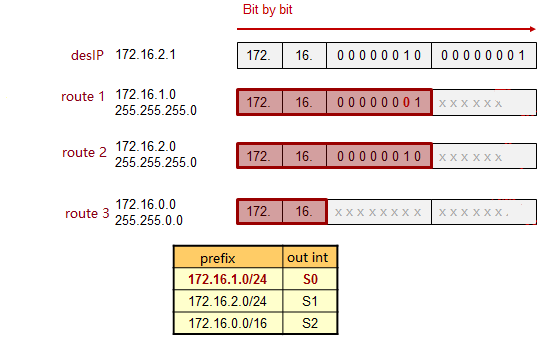 Bit by bit
desIP 172.16.2.1 172. 16. 0 0 0 0 0 0 1 0 0 0 0 0 0 0 0 1
route 1 172.16.1.0
255.255.255.0
172. 16. 0 0 0 0 0 0 0 1 x x x x x x
route 2 172.16.2.0
255.255.255.0
172. 16. 0 0 0 0 0 0 1 0 x x x x x x
route 3 172.16.0.0
255.255.0.0
172. 16. x x x x x x x x x x x x x x .
prefix out int
172.16.1.0/24 S0
172.16.2.0/24 S1
172.16.0.0/16 S2